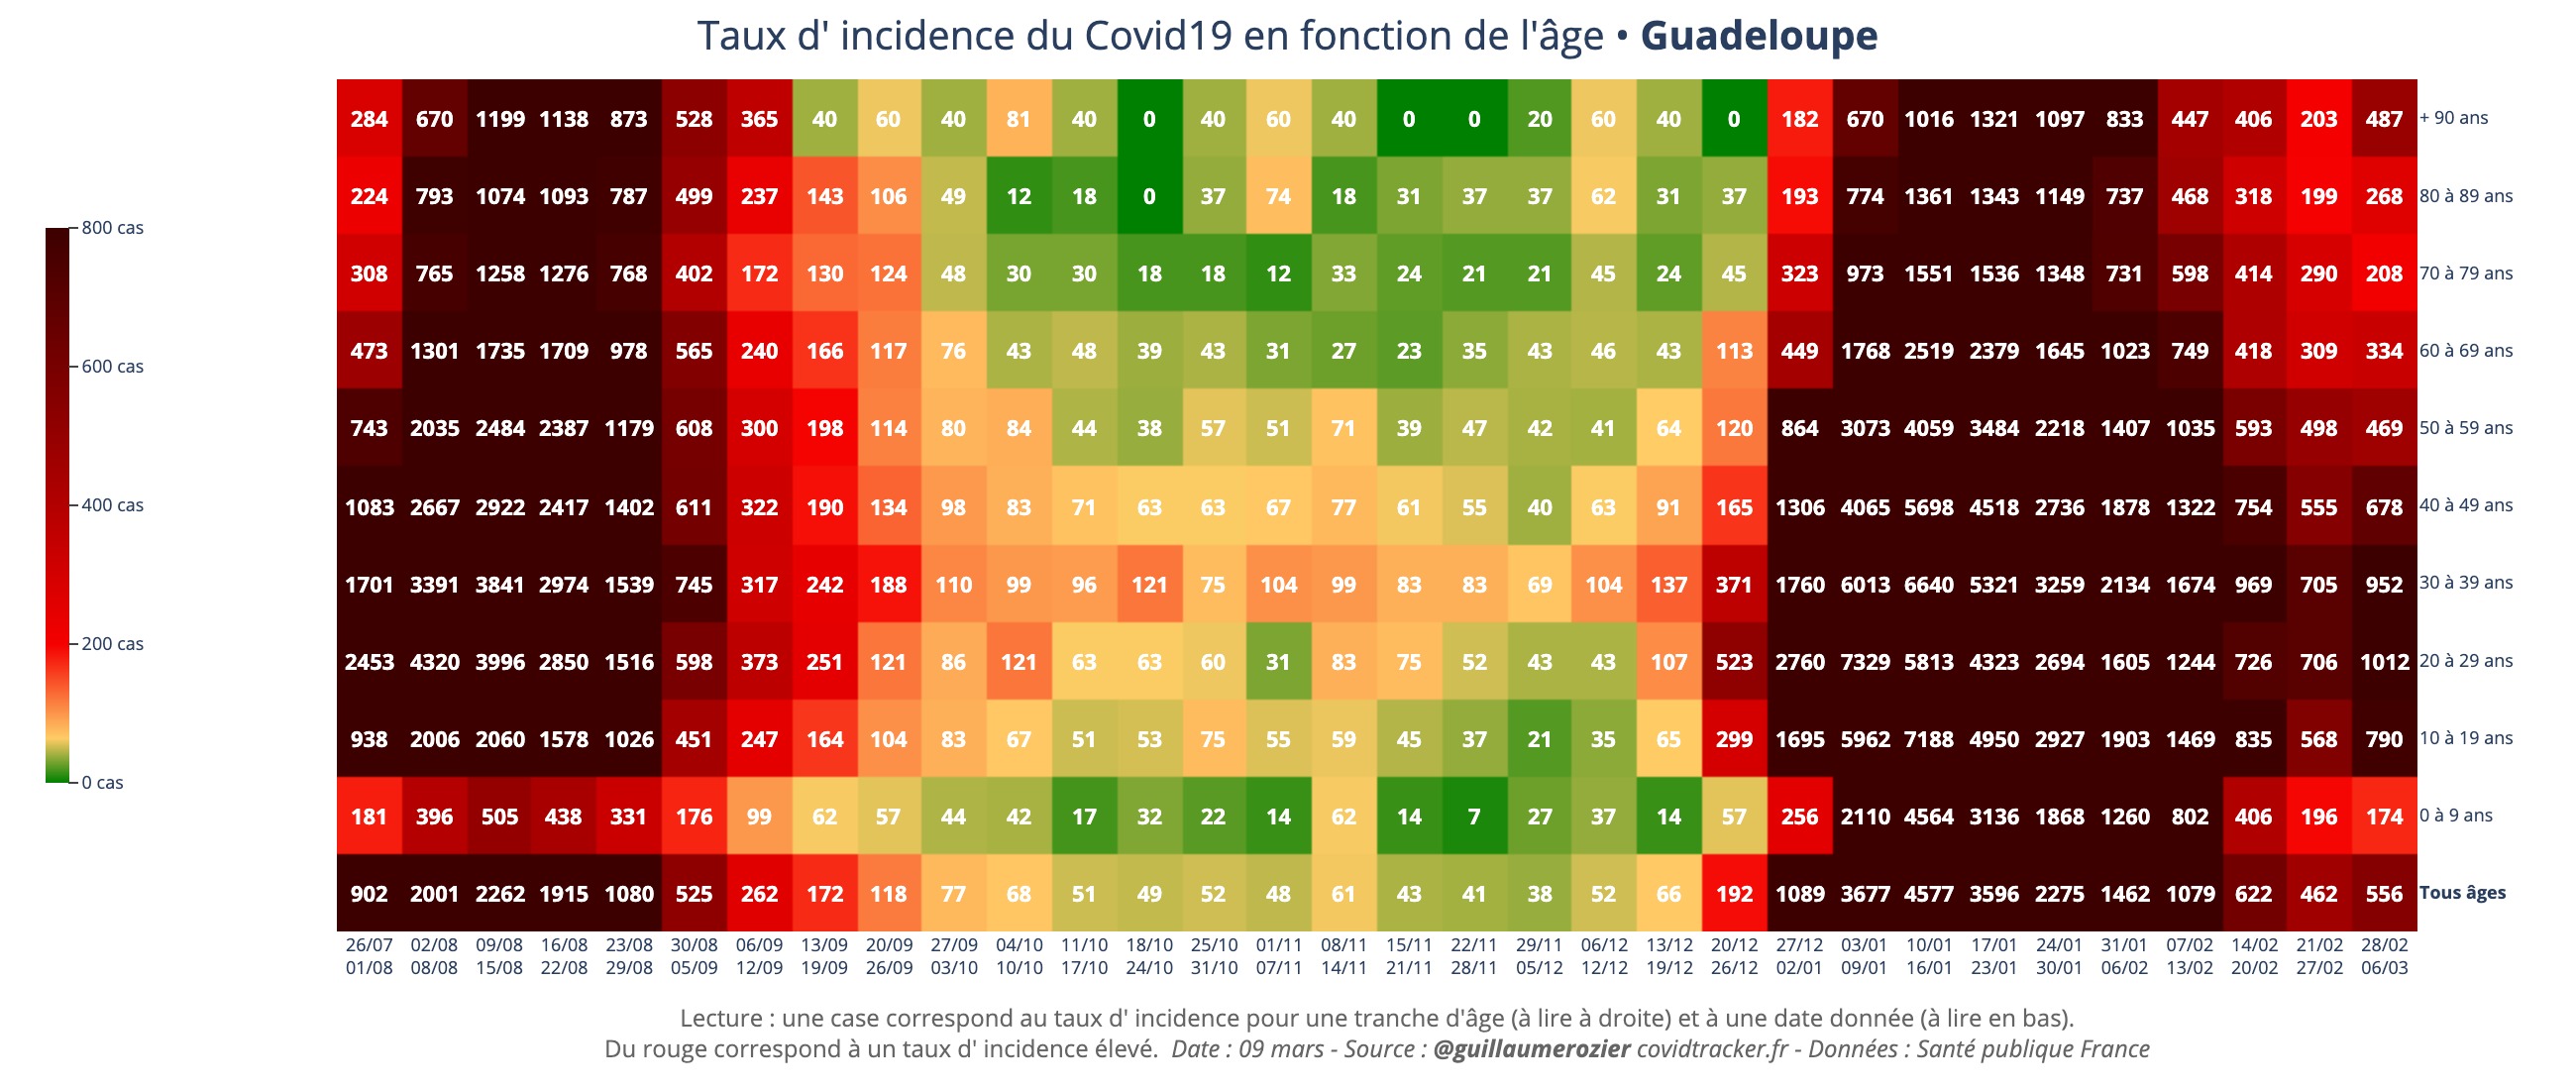 Taux d' incidence du Covid19 en fonction de l'âge • Guadeloupe
284 670 1199 1138 873 528 365 40 60 40 81 40 0 40 60 40 0 0 20 60 40 0 182 670 1016 1321 1097 833 447 406 203 487 + 90 ans
224 793 1074 1093 787 499 237 143 106 49 12 18 0 37 74 18 31 37 37 62 31 37 193 774 1361 1343 1149 737 468 318 199 268 80 à 89 ans
800 cas
308 765 1258 1276 768 402 172 130 124 48 30 30 18 18 12 33 24 21 21 45 24 45 323 973 1551 1536 1348 731 598 414 290 208 70 à 79 ans
473 1301 1735 1709 978 565 240 166 117 76 43 48 39 43 31 27 23 35 43 46 43 113 449 1768 2519 2379 1645 1023 749 418 309 334 60 à 69 ans
600 cas
743 2035 2484 2387 1179 608 300 198 114 80 84 44 38 57 51 71 39 47 42 41 64 120 864 3073 4059 3484 2218 1407 1035 593 498 469 50 à 59 ans
400 cas
1083 2667 2922 2417 1402 611 322 190 134 98 83 71 63 63 67 77 61 55 40 63 91 165 1306 4065 5698 4518 2736 1878 1322 754 555 678 40 à 49 ans
1701 3391 3841 2974 1539 745 317 242 188 110 99 96 121 75 104 99 83 83 69 104 137 371 1760 6013 6640 5321 3259 2134 1674 969 705 952 30 à 39 ans
200 cas
2453 4320 3996 2850 1516 598 373 251 121 86 121 63 63 60 31 83 75 52 43 43 107 523 2760 7329 5813 4323 2694 1605 1244 726 706 1012 20 à 29 ans
938 2006 2060 1578 1026 451 247 164 104 83 67 51 53 75 55 59 45 37 21 35 65 299 1695 5962 7188 4950 2927 1903 1469 835 568 790 10 à 19 ans
0 cas
181 396 505 438 331 176 99 62 57 44 42 17 32 22 14 62 14 7 27 37 14 57 256 2110 4564 3136 1868 1260 802 406 196 174 0 à 9 ans
902 2001 2262 1915 1080 525 262 172 118 77 68 51 49 52 48 61 43 41 38 52 66 192 1089 3677 4577 3596 2275 1462 1079 622 462 556 Tous âges
26/07 02/08 09/08 16/08 23/08 30/08 06/09 13/09 20/09 27/09 04/10 11/10 18/10 25/10 01/11 08/11 15/11 22/11 29/11 06/12 13/12 20/12 27/12 03/01 10/01 17/01 24/01 31/01 07/02 14/02 21/02 28/02
01/08 08/08 15/08 22/08 29/08 05/09 12/09 19/09 26/09 03/10 10/10 17/10 24/10 31/10 07/11 14/11 21/11 28/11 05/12 12/12 19/12 26/12 02/01 09/01 16/01 23/01 30/01 06/02 13/02 20/02 27/02 06/03
Lecture : une case correspond au taux d' incidence pour une tranche d'âge (à lire à droite) et à une date donnée (à lire en bas).
Du rouge correspond à un taux d' incidence élevé. Date : 09 mars - Source : @guillaumerozier covidtracker.fr - Données : Santé publique France